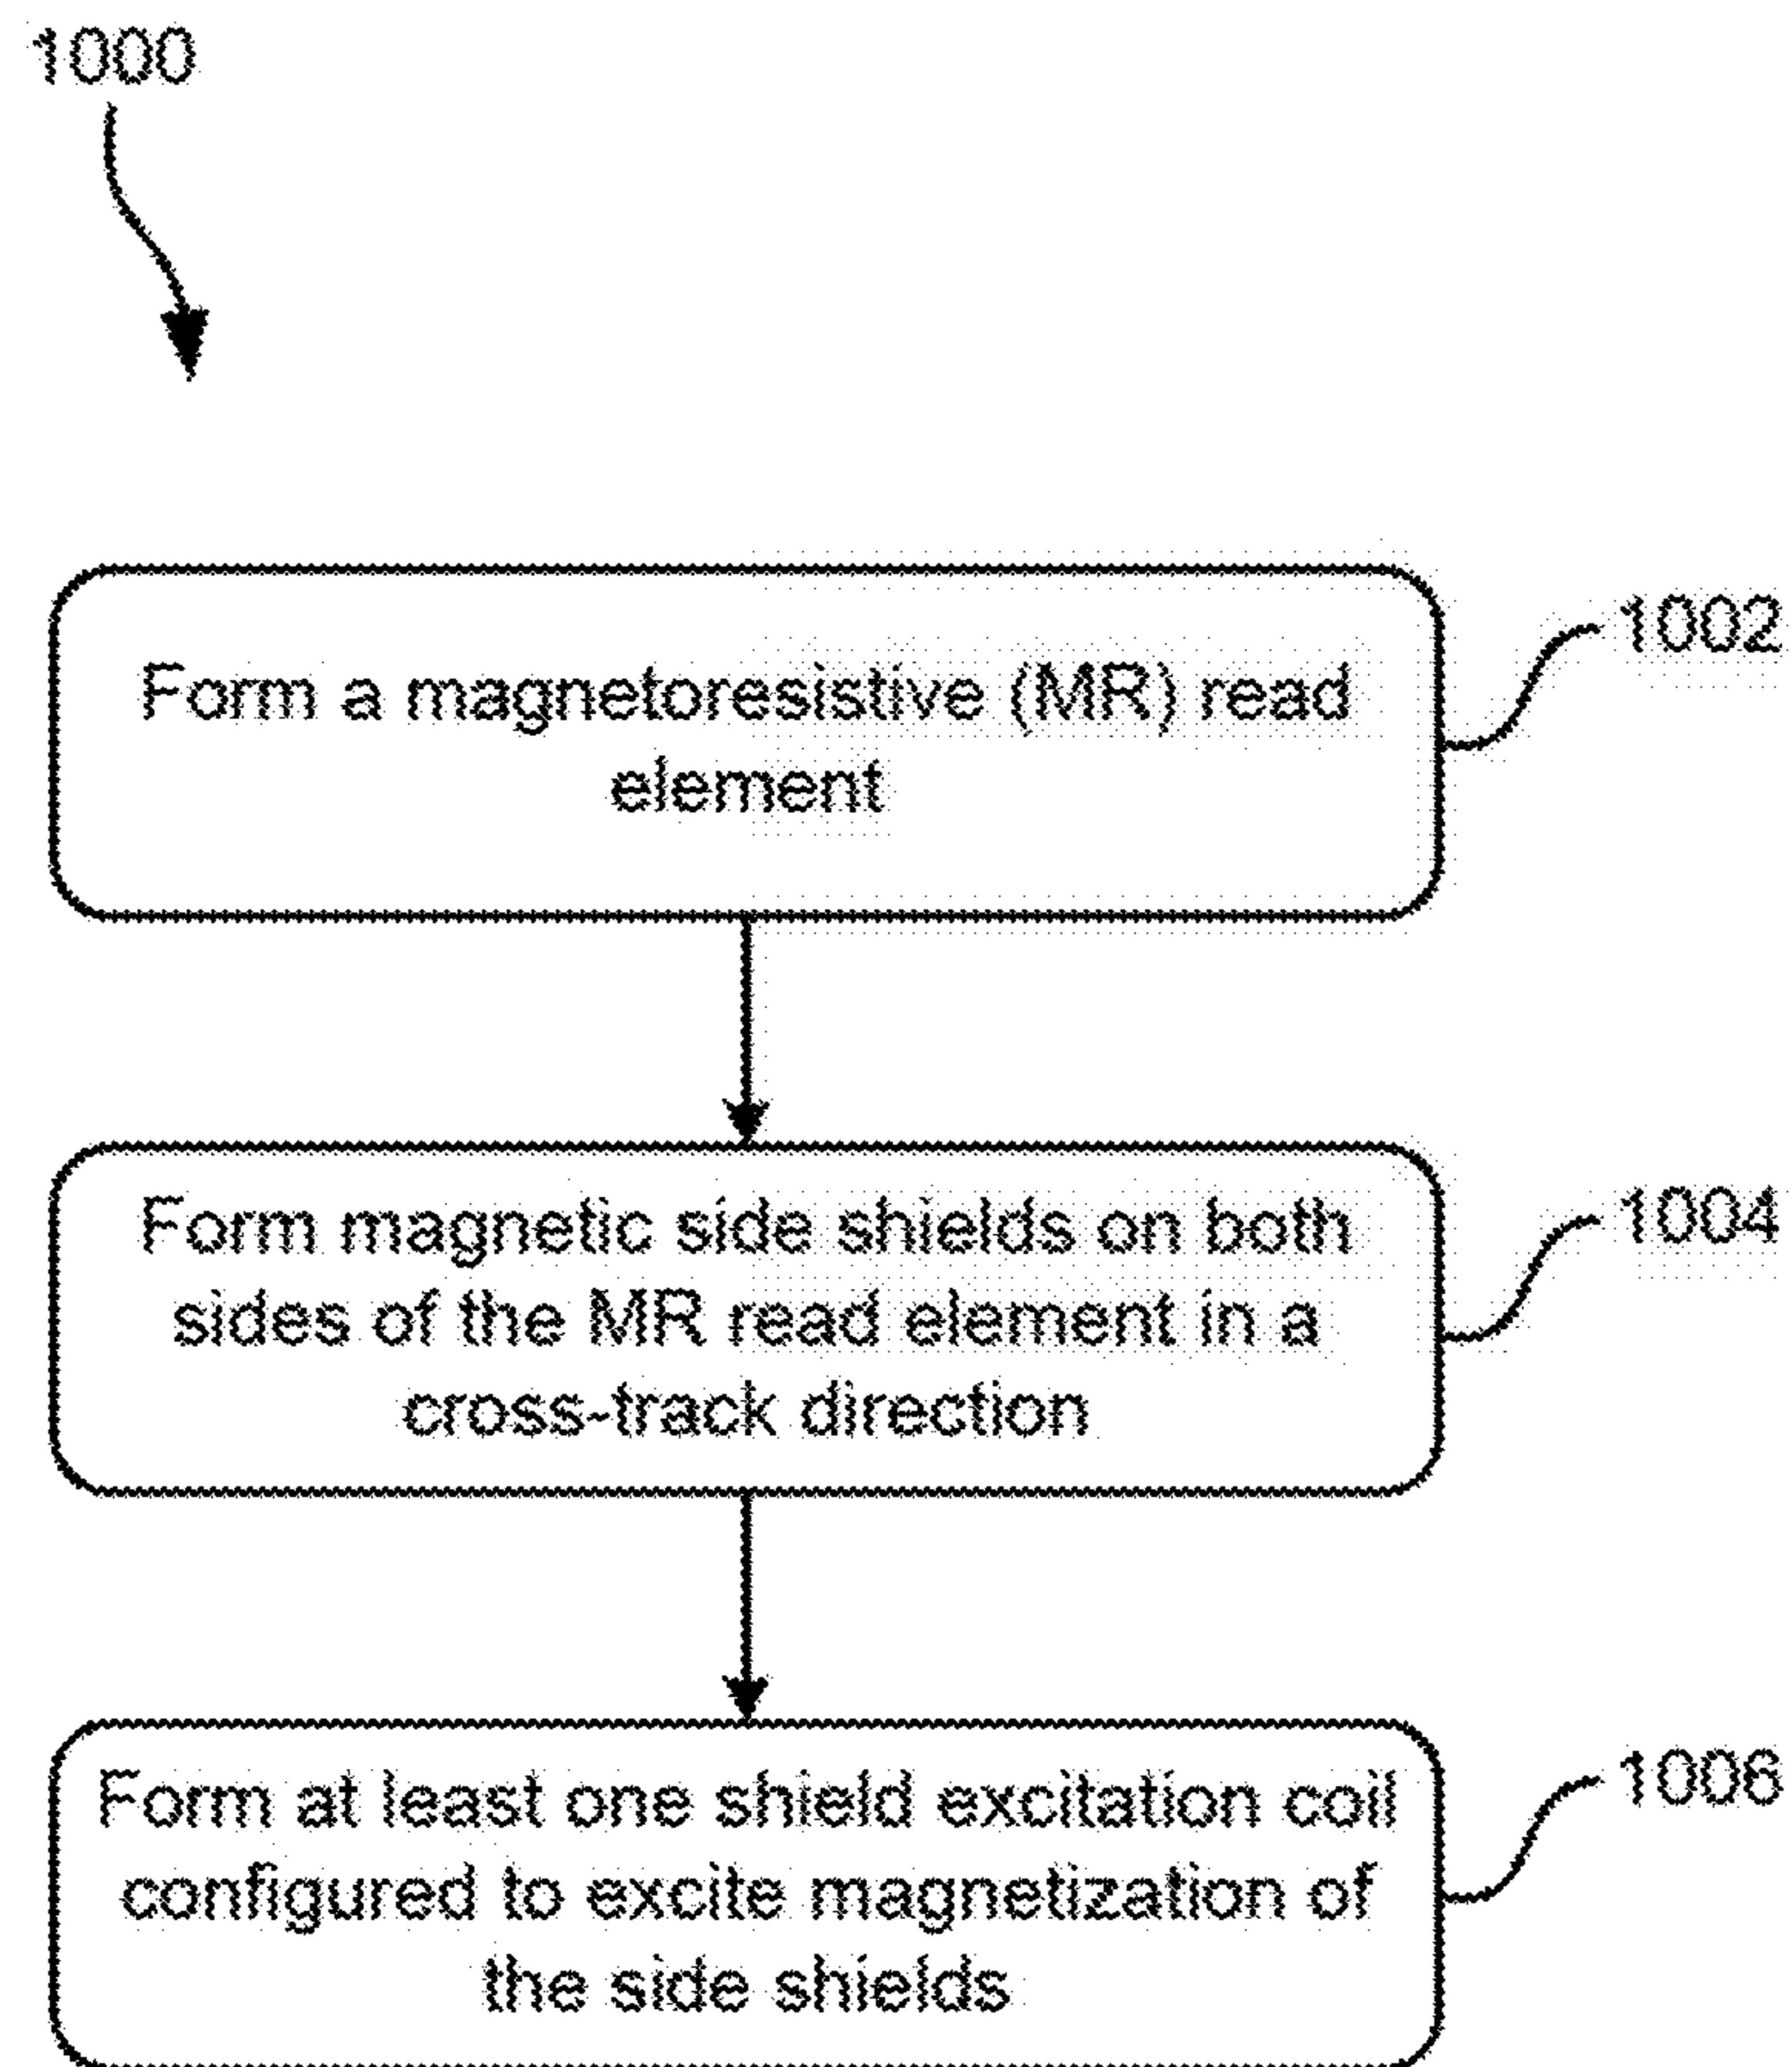 1000
Form a magnetoresistive (MR) read
element
1002
Form magnetic side shields on both
sides of the MR read element in a
cross-track direction
1004
Form at least one shield excitation coil
configured to excite magnetization of
the side shields
1006